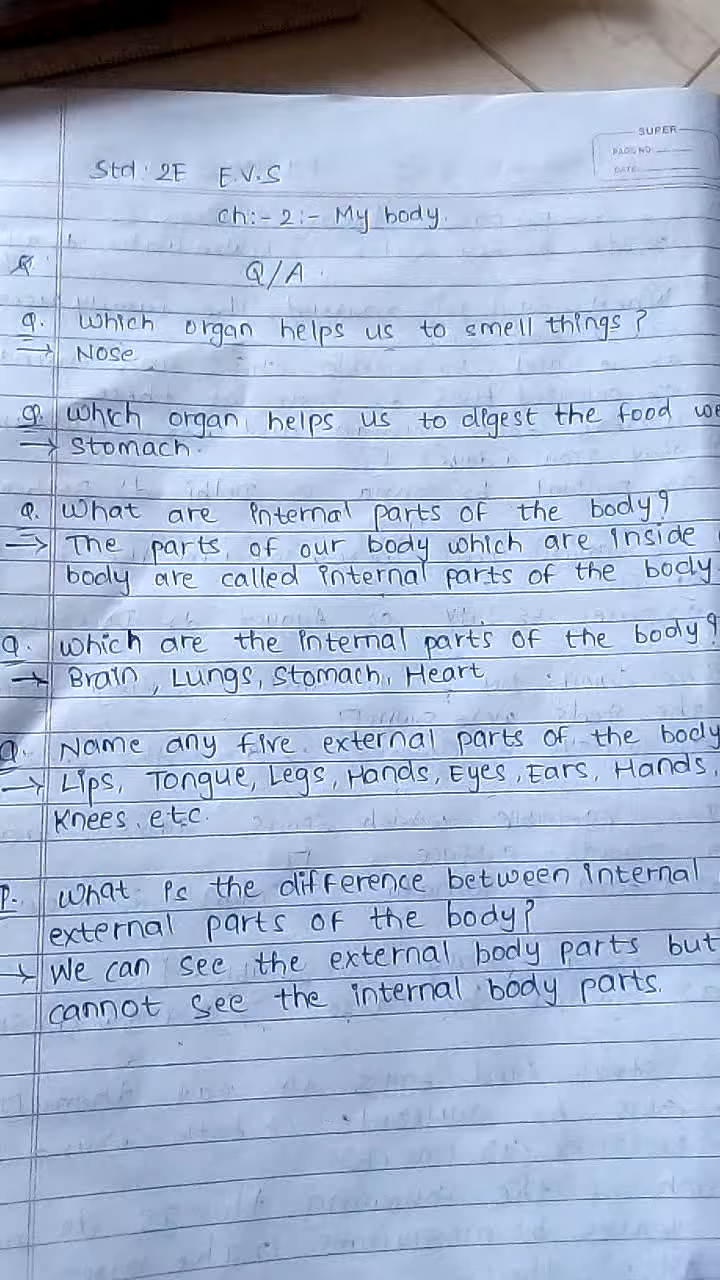 SUPER
PAGE NO.
DATE
Std : 2E E.V.S
Ch:- 2 :- My body.
Q/A
Q. Which organ helps us to smell things ?
→ Nose
Q. Which organ helps us to digest the food we
→ Stomach.
Q. What are internal parts of the body?
→ The parts of our body which are inside
body are called internal parts of the body
Q. Which are the internal parts of the body?
→ Brain, Lungs, Stomach, Heart
Q. Name any five external parts of the body
→ Lips, Tongue, Legs, Hands, Eyes, Ears, Hands,
Knees, etc.
Q. What is the difference between internal
external parts of the body?
→ We can see the external body parts but
cannot see the internal body parts.